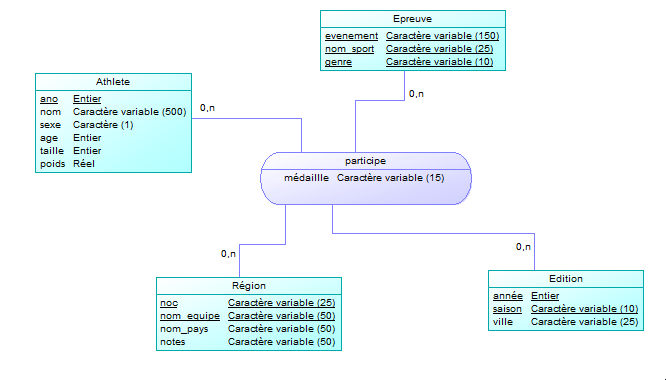 Epreuve
evenement Caractère variable (150)
nom_sport Caractère variable (25)
genre Caractère variable (10)
Athlete
ano Entier
nom Caractère variable (500)
sexe Caractère (1)
age Entier
taille Entier
poids Réel
0,n
0,n
participe
médaillle Caractère variable (15)
0,n
0,n
Région
noc Caractère variable (25)
nom_equipe Caractère variable (50)
nom_pays Caractère variable (50)
notes Caractère variable (50)
Edition
année Entier
saison Caractère variable (10)
ville Caractère variable (25)